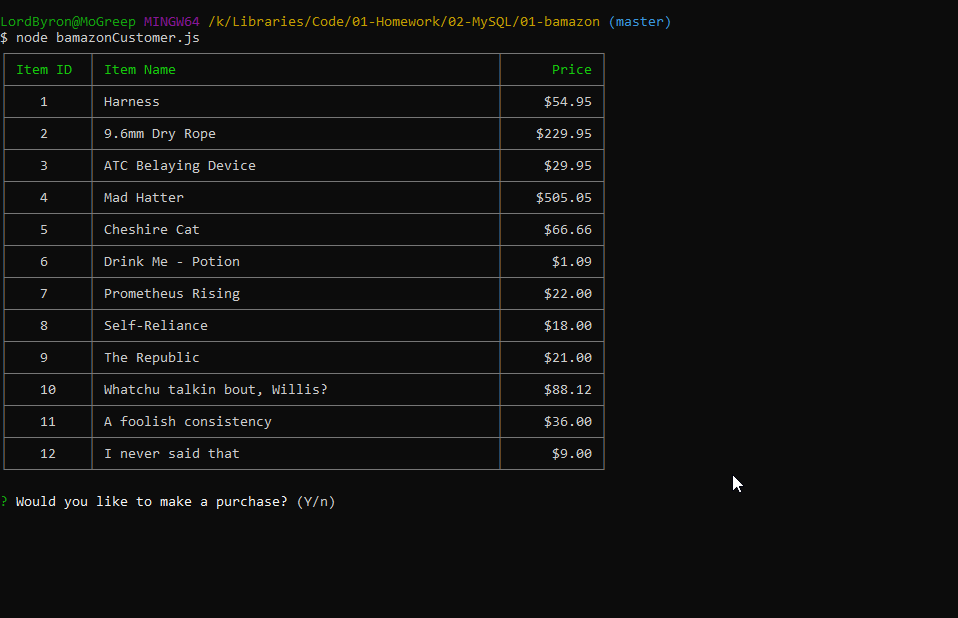 LordByron@MoGreep MINGW64 /k/Libraries/Code/01-Homework/02-MySQL/01-bamazon (master)
$ node bamazonCustomer.js
Item ID Item Name Price
1 Harness $54.95
2 9.6mm Dry Rope $229.95
3 ATC Belaying Device $29.95
4 Mad Hatter $505.05
5 Cheshire Cat $66.66
6 Drink Me - Potion $1.09
7 Prometheus Rising $22.00
8 Self-Reliance $18.00
9 The Republic $21.00
10 Whatchu talkin bout, Willis? $88.12
11 A foolish consistency $36.00
12 I never said that $9.00
? Would you like to make a purchase? (Y/n)